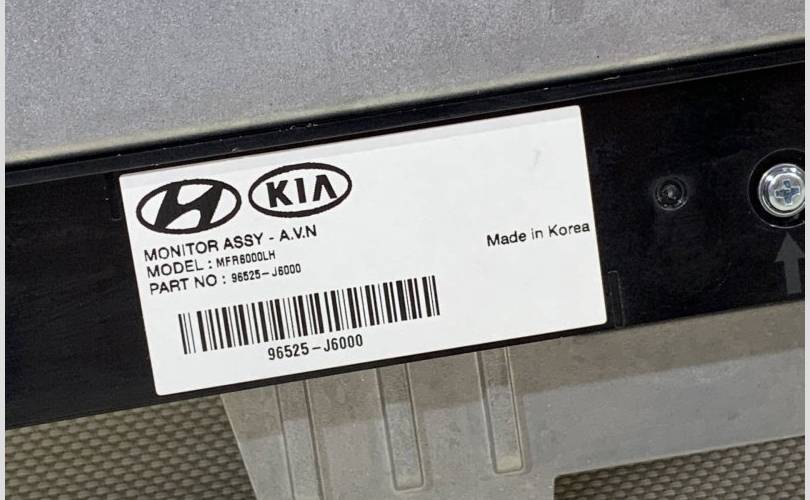 KIA
MONITOR ASSY - A.V.N
MODEL : MFR6000LH
PART NO : 96525-J6000
Made in Korea
96525-J6000